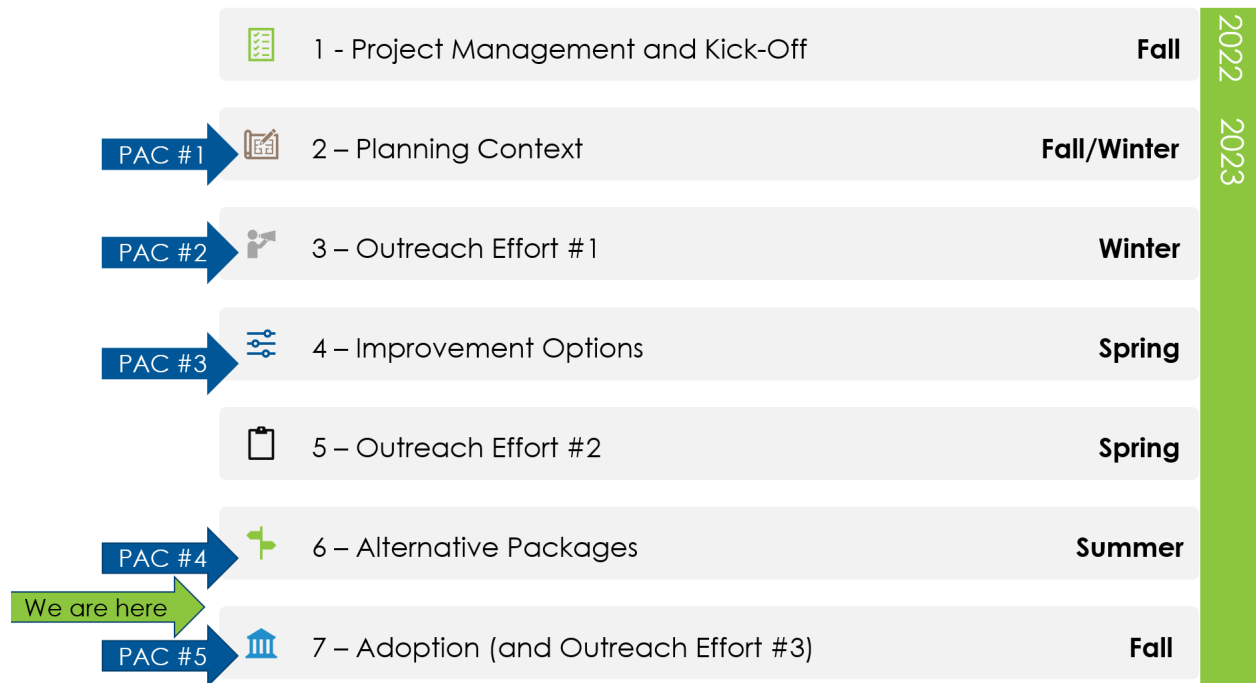 1 - Project Management and Kick-Off Fall
2022
PAC #1 2 – Planning Context Fall/Winter
2023
PAC #2 3 – Outreach Effort #1 Winter
PAC #3 4 – Improvement Options Spring
5 – Outreach Effort #2 Spring
PAC #4 6 – Alternative Packages Summer
We are here
PAC #5 7 – Adoption (and Outreach Effort #3) Fall